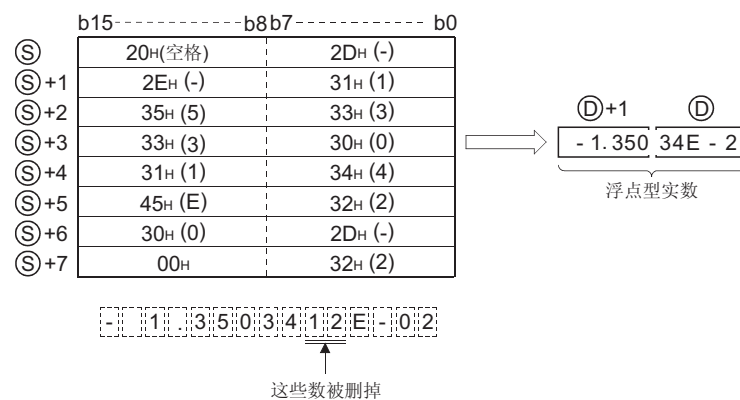 b15 b8 b7 b0
Ⓢ 20H(空格) 2DH (-)
Ⓢ+1 2EH (-) 31H (1)
Ⓢ+2 35H (5) 33H (3)
Ⓢ+3 33H (3) 30H (0)
Ⓢ+4 31H (1) 34H (4)
Ⓢ+5 45H (E) 32H (2)
Ⓢ+6 30H (0) 2DH (-)
Ⓢ+7 00H 32H (2)
Ⓓ+1 Ⓓ
- 1.350 34E - 2
浮点型实数
- 1 . 3 5 0 3 4 1 2 E - 0 2
这些数被删掉